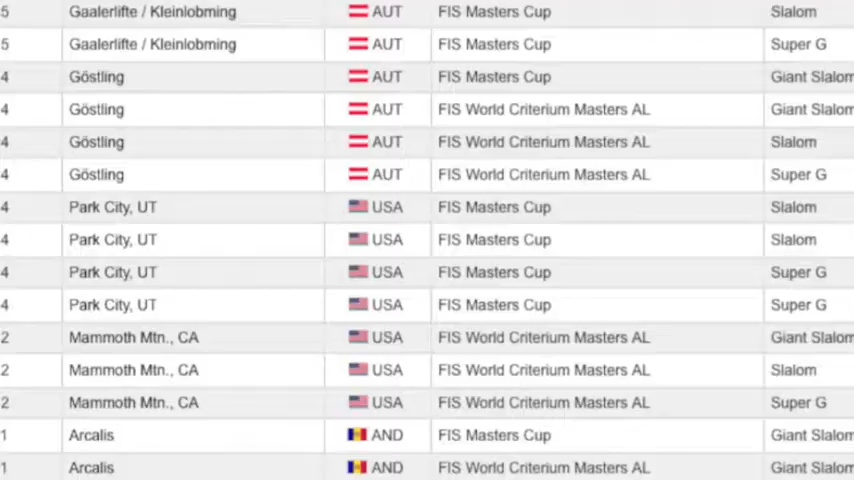 5 Gaalerlifte / Kleinlobming AUT FIS Masters Cup Slalom
5 Gaalerlifte / Kleinlobming AUT FIS Masters Cup Super G
4 Göstling AUT FIS Masters Cup Giant Slalom
4 Göstling AUT FIS World Criterium Masters AL Giant Slalom
4 Göstling AUT FIS World Criterium Masters AL Slalom
4 Göstling AUT FIS World Criterium Masters AL Super G
4 Park City, UT USA FIS Masters Cup Slalom
4 Park City, UT USA FIS Masters Cup Slalom
4 Park City, UT USA FIS Masters Cup Super G
4 Park City, UT USA FIS Masters Cup Super G
2 Mammoth Mtn., CA USA FIS World Criterium Masters AL Giant Slalom
2 Mammoth Mtn., CA USA FIS World Criterium Masters AL Slalom
2 Mammoth Mtn., CA USA FIS World Criterium Masters AL Super G
1 Arcalis AND FIS Masters Cup Giant Slalom
1 Arcalis AND FIS World Criterium Masters AL Giant Slalom